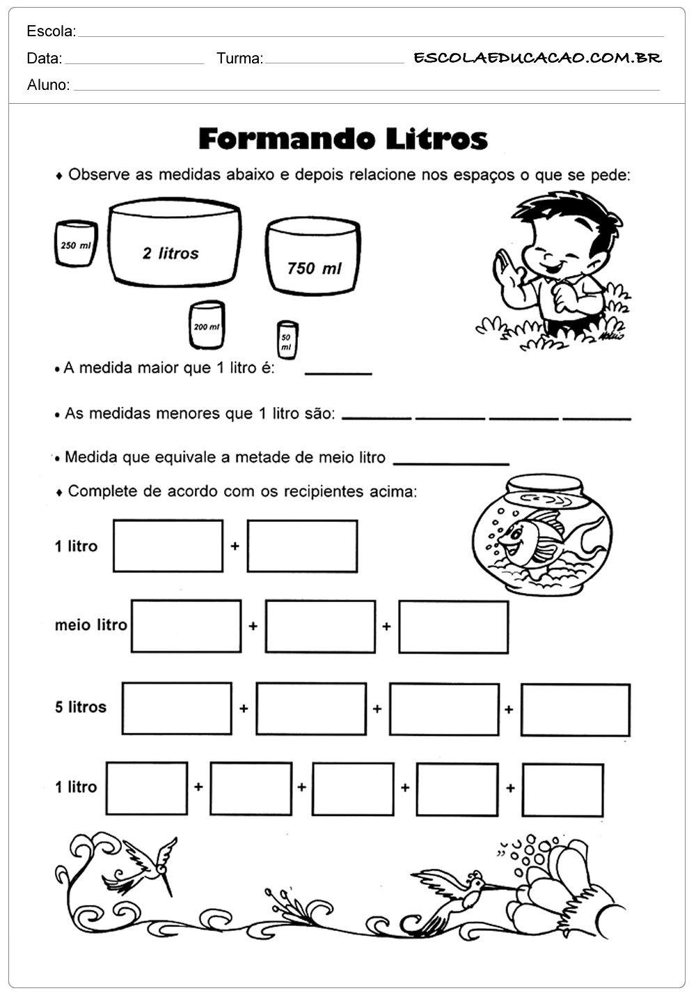 Escola:
Data: Turma: ESCOLAEDUCACAO.COM.BR
Aluno:
Formando Litros
♦ Observe as medidas abaixo e depois relacione nos espaços o que se pede:
250 ml
2 litros
750 ml
200 ml
50
ml
• A medida maior que 1 litro é:
• As medidas menores que 1 litro são:
• Medida que equivale a metade de meio litro
♦ Complete de acordo com os recipientes acima:
1 litro +
meio litro + +
5 litros + + +
1 litro + + + +